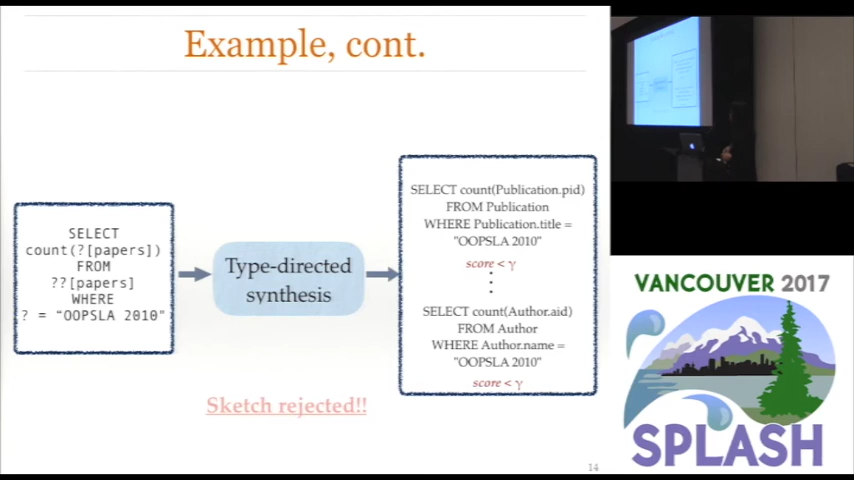 Example, cont.
SELECT
count(?[papers])
FROM
??[papers]
WHERE
? = "OOPSLA 2010"
Type-directed
synthesis
SELECT count(Publication.pid)
FROM Publication
WHERE Publication.title =
"OOPSLA 2010"
score < γ
SELECT count(Author.aid)
FROM Author
WHERE Author.name =
"OOPSLA 2010"
score < γ
Sketch rejected!!
14
VANCOUVER 2017
SPLASH